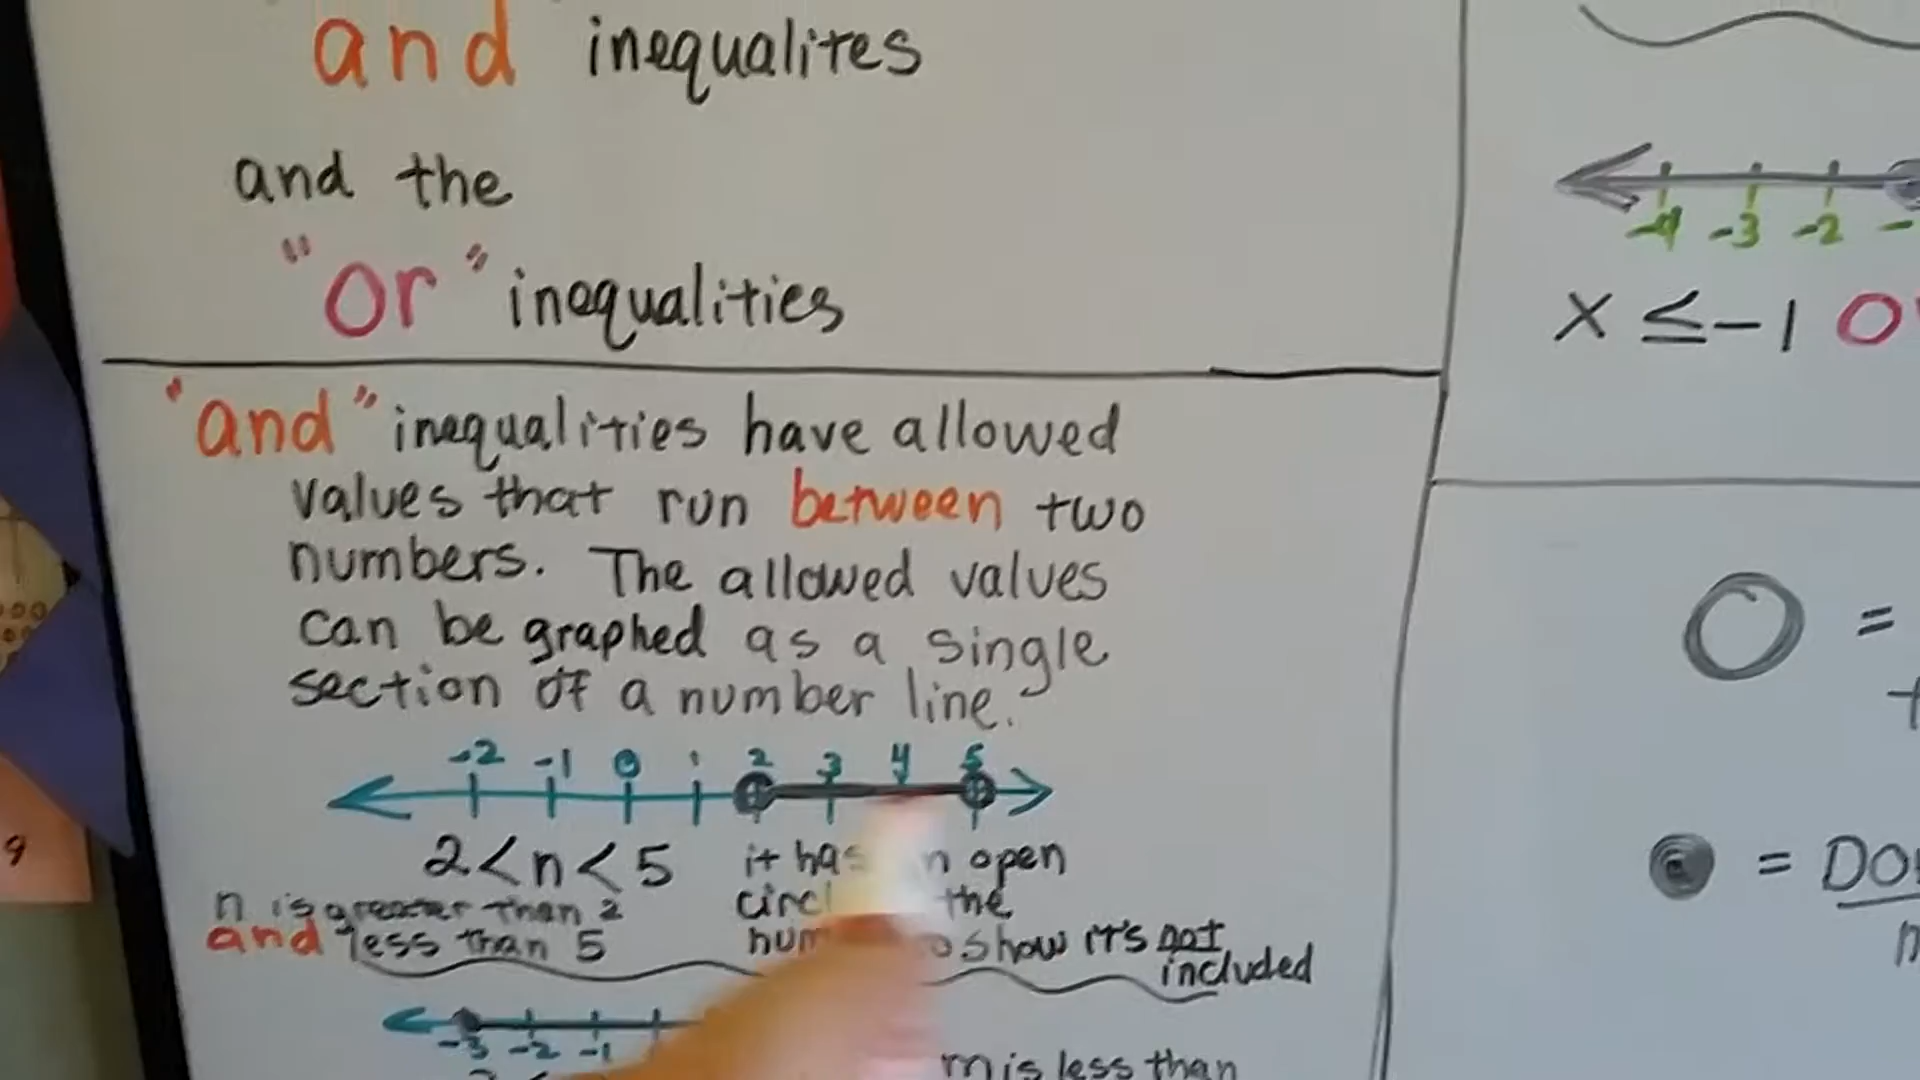 and inequalites
and the
"or" inequalities
"and" inequalities have allowed
values that run between two
numbers. The allowed values
can be graphed as a single
section of a number line.
-2 -1 0 1 2 3 4 5
2 < n < 5
n is greater than 2
and less than 5
it has an open
the
to show it's not
included
-3 -2 -1
m is less than
-4 -3 -2
x ≤ -1 or
O =
● =